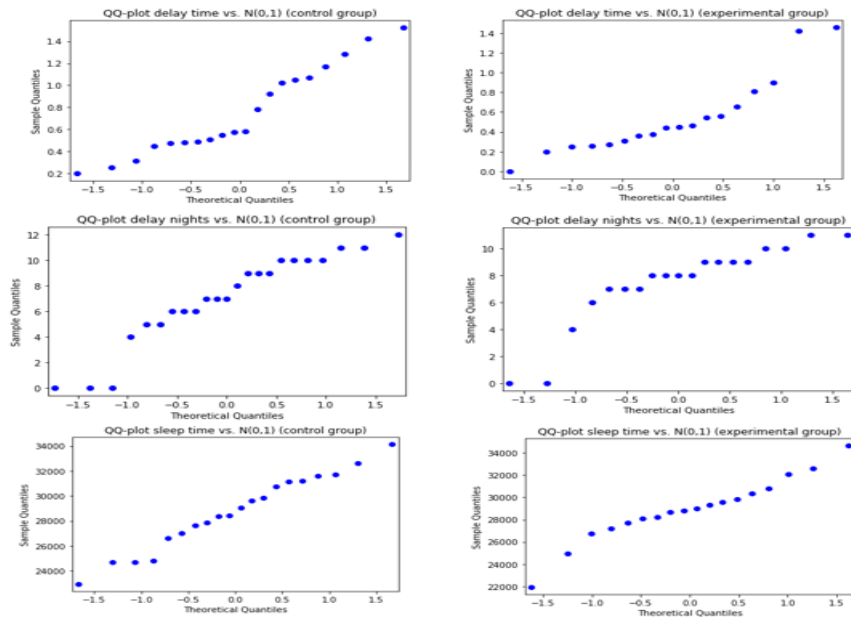 QQ-plot delay time vs. N(0,1) (control group)
1.4
1.2
1.0
0.8
0.6
0.4
0.2
Sample Quantiles
−1.5 −1.0 −0.5 0.0 0.5 1.0 1.5
Theoretical Quantiles
QQ-plot delay time vs. N(0,1) (experimental group)
1.4
1.2
1.0
0.8
0.6
0.4
0.2
0.0
Sample Quantiles
−1.5 −1.0 −0.5 0.0 0.5 1.0 1.5
Theoretical Quantiles
QQ-plot delay nights vs. N(0,1) (control group)
12
10
8
6
4
2
0
Sample Quantiles
−1.5 −1.0 −0.5 0.0 0.5 1.0 1.5
Theoretical Quantiles
QQ-plot delay nights vs. N(0,1) (experimental group)
10
8
6
4
2
0
Sample Quantiles
−1.5 −1.0 −0.5 0.0 0.5 1.0 1.5
Theoretical Quantiles
QQ-plot sleep time vs. N(0,1) (control group)
34000
32000
30000
28000
26000
24000
Sample Quantiles
−1.5 −1.0 −0.5 0.0 0.5 1.0 1.5
Theoretical Quantiles
QQ-plot sleep time vs. N(0,1) (experimental group)
34000
32000
30000
28000
26000
24000
22000
Sample Quantiles
−1.5 −1.0 −0.5 0.0 0.5 1.0 1.5
Theoretical Quantiles